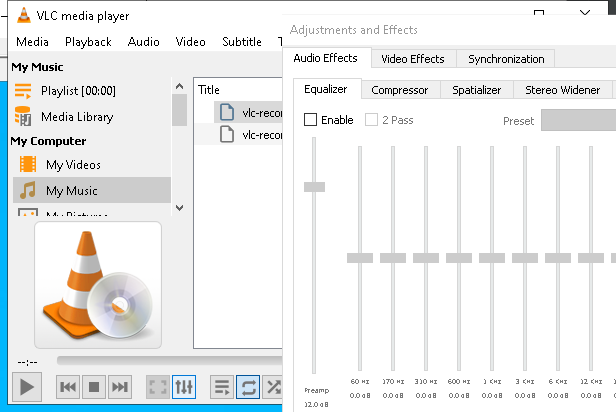 VLC media player
Media Playback Audio Video Subtitle
My Music
Playlist [00:00]
Media Library
My Computer
My Videos
My Music
My Pictures
Title
vlc-recor
vlc-recor
--:--
Adjustments and Effects
Audio Effects Video Effects Synchronization
Equalizer Compressor Spatializer Stereo Widener
Enable 2 Pass Preset
60 Hz 170 Hz 310 Hz 600 Hz 1 KHz 3 KHz 6 KHz 12 KHz
Preamp 0.0 dB 0.0 dB 0.0 dB 0.0 dB 0.0 dB 0.0 dB 0.0 dB 0.0 dB
12.0 dB